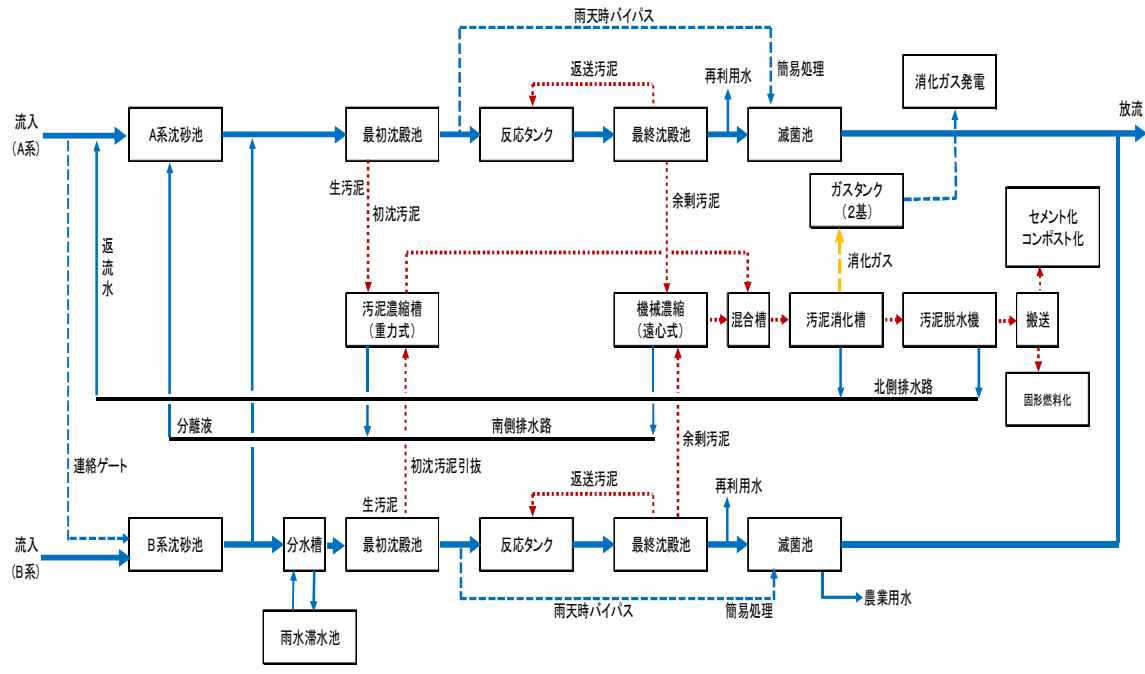 雨天時バイパス
返送汚泥
再利用水
簡易処理
消化ガス発電
放流
流入
(A系)
A系沈砂池
最初沈殿池
反応タンク
最終沈殿池
滅菌池
生汚泥
初沈汚泥
余剰汚泥
ガスタンク
(2基)
セメント化
コンポスト化
返
流
水
消化ガス
汚泥濃縮槽
(重力式)
機械濃縮
(遠心式)
混合槽
汚泥消化槽
汚泥脱水機
搬送
北側排水路
固形燃料化
分離液
南側排水路
余剰汚泥
連絡ゲート
初沈汚泥引抜
返送汚泥
再利用水
生汚泥
流入
(B系)
B系沈砂池
分水槽
最初沈殿池
反応タンク
最終沈殿池
滅菌池
雨天時バイパス
簡易処理
農業用水
雨水滞水池